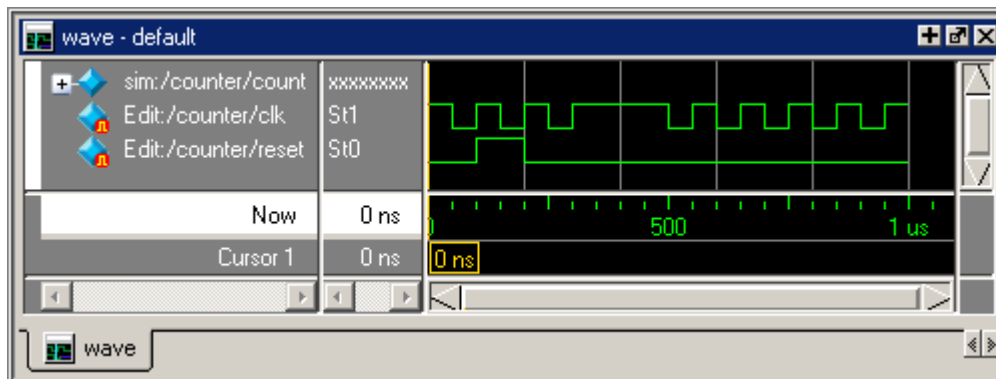 wave - default
sim:/counter/count xxxxxxxx
Edit:/counter/clk St1
Edit:/counter/reset St0
Now 0 ns 500 1 us
Cursor 1 0 ns 0 ns
wave